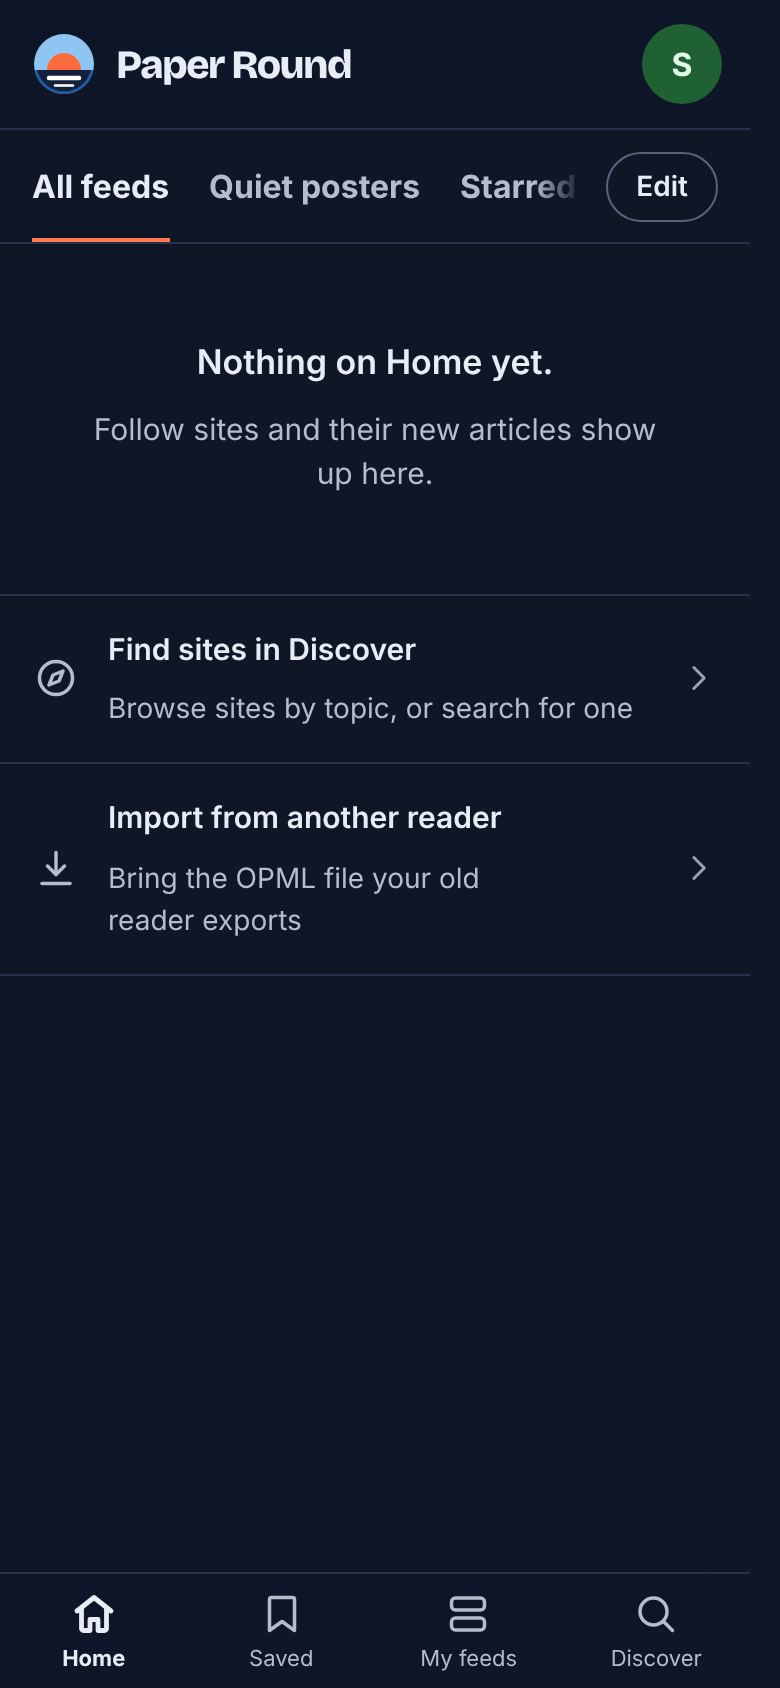 Paper Round
S
All feeds Quiet posters Starred Edit
Nothing on Home yet.
Follow sites and their new articles show
up here.
Find sites in Discover
Browse sites by topic, or search for one
Import from another reader
Bring the OPML file your old
reader exports
Home Saved My feeds Discover